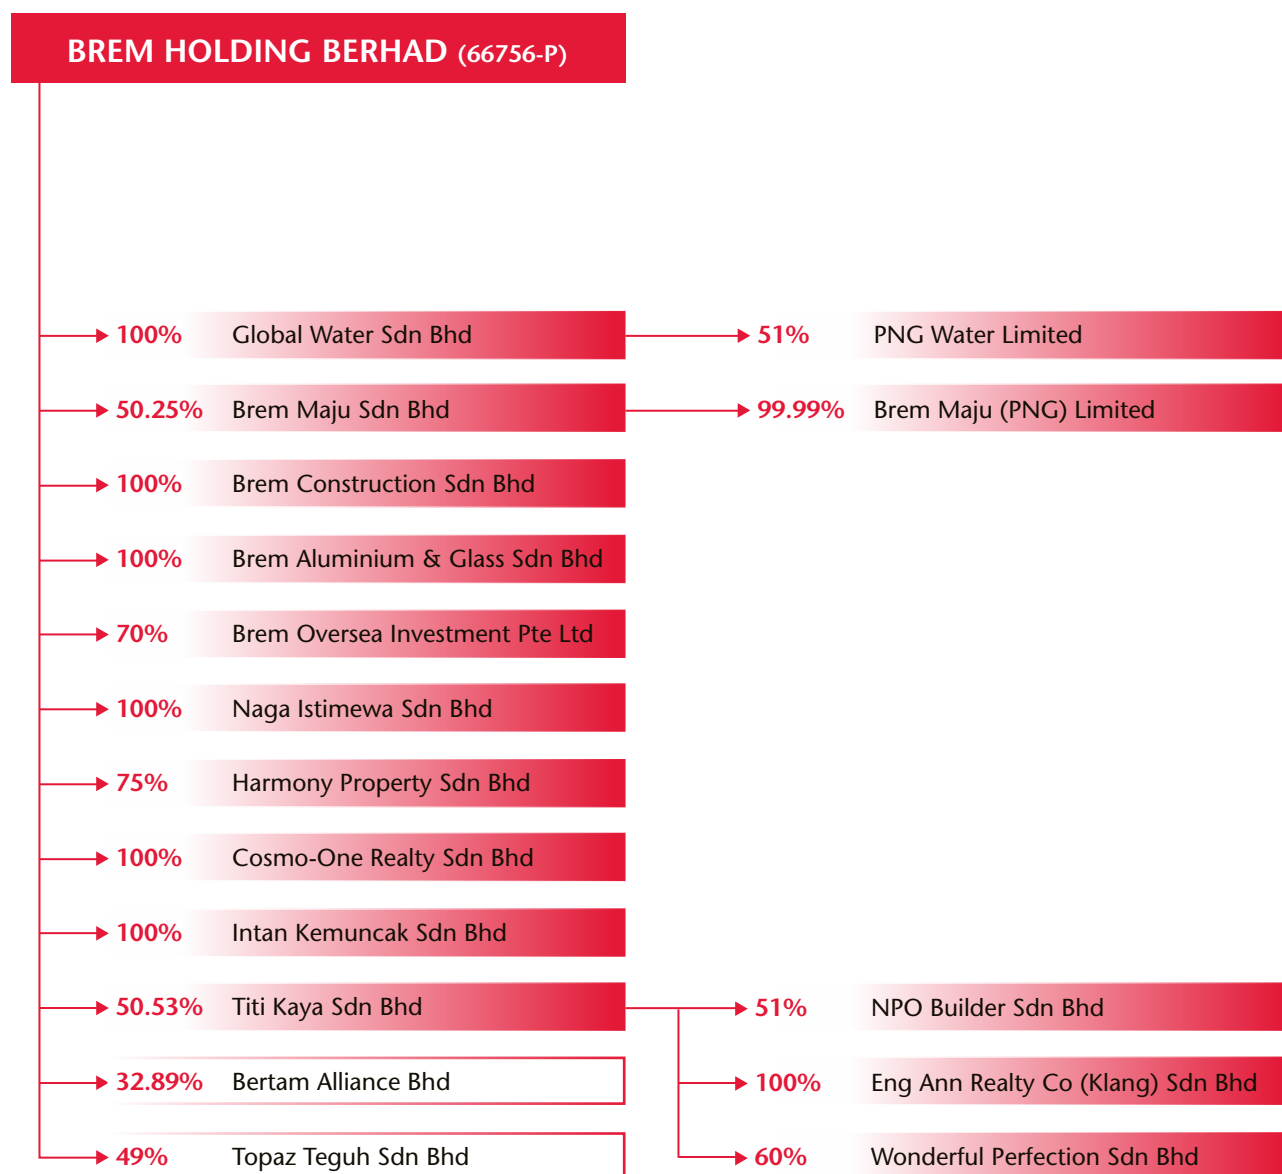 BREM HOLDING BERHAD (66756-P)
100% Global Water Sdn Bhd 51% PNG Water Limited
50.25% Brem Maju Sdn Bhd 99.99% Brem Maju (PNG) Limited
100% Brem Construction Sdn Bhd
100% Brem Aluminium & Glass Sdn Bhd
70% Brem Oversea Investment Pte Ltd
100% Naga Istimewa Sdn Bhd
75% Harmony Property Sdn Bhd
100% Cosmo-One Realty Sdn Bhd
100% Intan Kemuncak Sdn Bhd
50.53% Titi Kaya Sdn Bhd 51% NPO Builder Sdn Bhd
32.89% Bertam Alliance Bhd 100% Eng Ann Realty Co (Klang) Sdn Bhd
49% Topaz Teguh Sdn Bhd 60% Wonderful Perfection Sdn Bhd